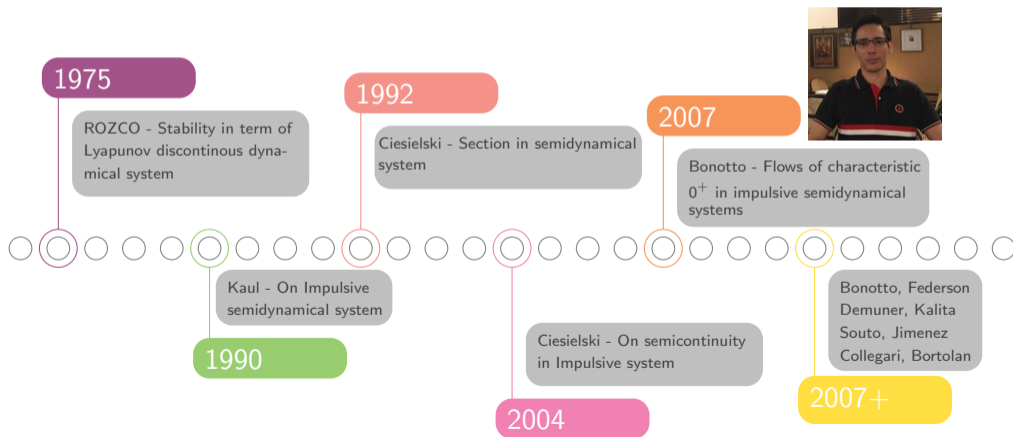 1975
ROZCO - Stability in term of
Lyapunov discontinous dyna-
mical system
1990
Kaul - On Impulsive
semidynamical system
1992
Ciesielski - Section in semidynamical
system
2004
Ciesielski - On semicontinuity
in Impulsive system
2007
Bonotto - Flows of characteristic
0⁺ in impulsive semidynamical
systems
2007+
Bonotto, Federson
Demuner, Kalita
Souto, Jimenez
Collegari, Bortolan